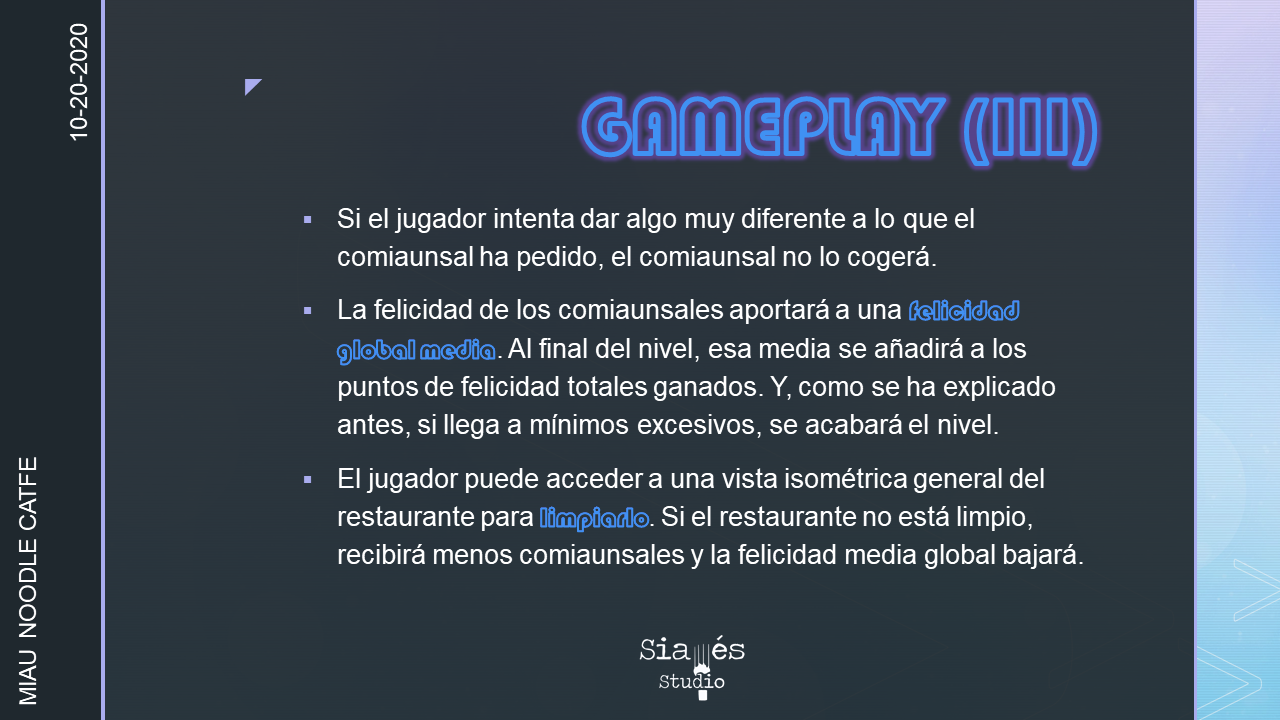 10-20-2020
MIAU NOODLE CATFE
GAMEPLAY (III)
▪ Si el jugador intenta dar algo muy diferente a lo que el
comiaunsal ha pedido, el comiaunsal no lo cogerá.
▪ La felicidad de los comiaunsales aportará a una felicidad
global media. Al final del nivel, esa media se añadirá a los
puntos de felicidad totales ganados. Y, como se ha explicado
antes, si llega a mínimos excesivos, se acabará el nivel.
▪ El jugador puede acceder a una vista isométrica general del
restaurante para limpiarlo. Si el restaurante no está limpio,
recibirá menos comiaunsales y la felicidad media global bajará.
Siamés
Studio